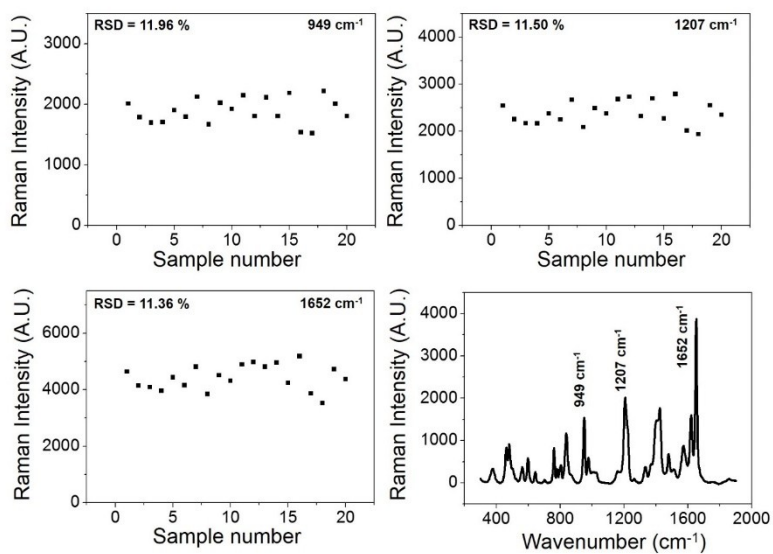 RSD = 11.96 % 949 cm⁻¹
Raman Intensity (A.U.)
3000
2000
1000
0
0 5 10 15 20
Sample number
RSD = 11.50 % 1207 cm⁻¹
Raman Intensity (A.U.)
4000
3000
2000
1000
0
0 5 10 15 20
Sample number
RSD = 11.36 % 1652 cm⁻¹
Raman Intensity (A.U.)
6000
4000
2000
0
0 5 10 15 20
Sample number
Raman Intensity (A.U.)
4000
3000
2000
1000
0
949 cm⁻¹
1207 cm⁻¹
1652 cm⁻¹
400 800 1200 1600 2000
Wavenumber (cm⁻¹)